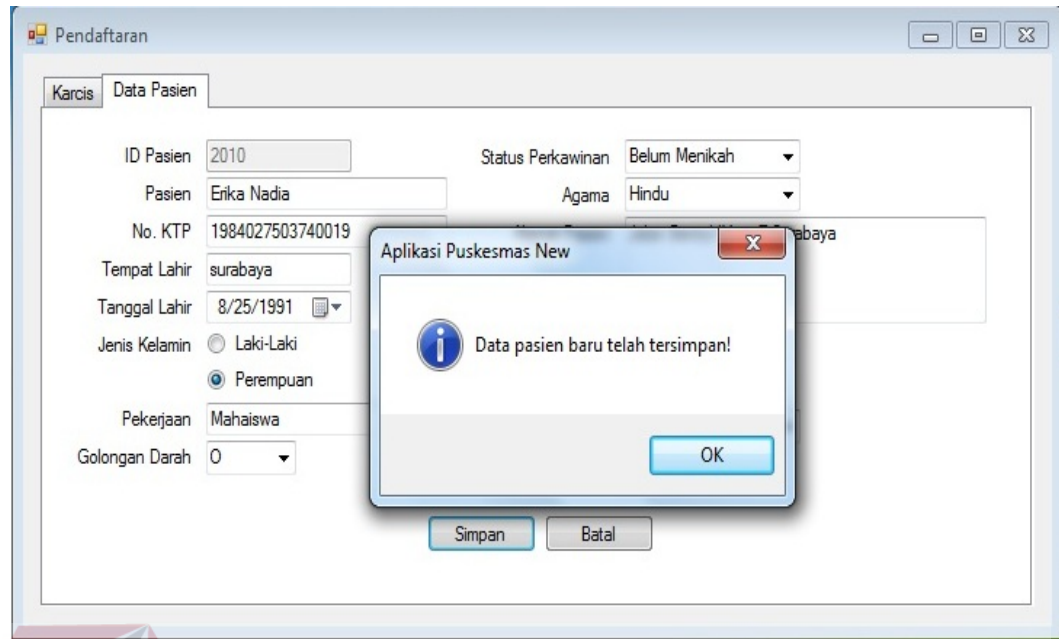 Pendaftaran
Karcis Data Pasien
ID Pasien 2010
Status Perkawinan Belum Menikah
Pasien Erika Nadia
Agama Hindu
No. KTP 1984027503740019
Tempat Lahir surabaya
Tanggal Lahir 8/25/1991
Jenis Kelamin Laki-Laki
Perempuan
Pekerjaan Mahaiswa
Golongan Darah O
Aplikasi Puskesmas New
Data pasien baru telah tersimpan!
OK
Simpan Batal